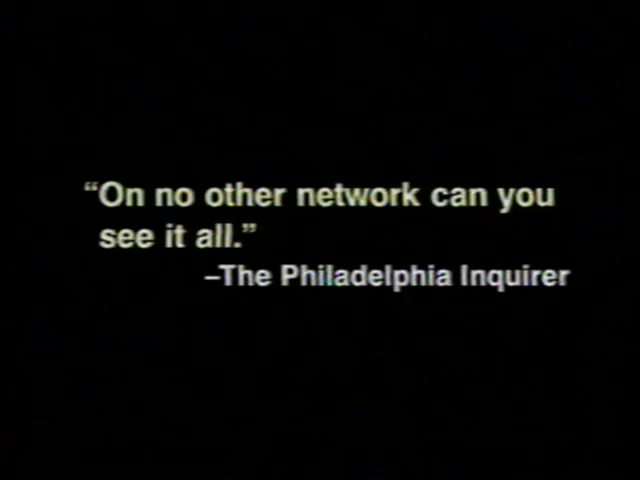 “On no other network can you
see it all.”
–The Philadelphia Inquirer